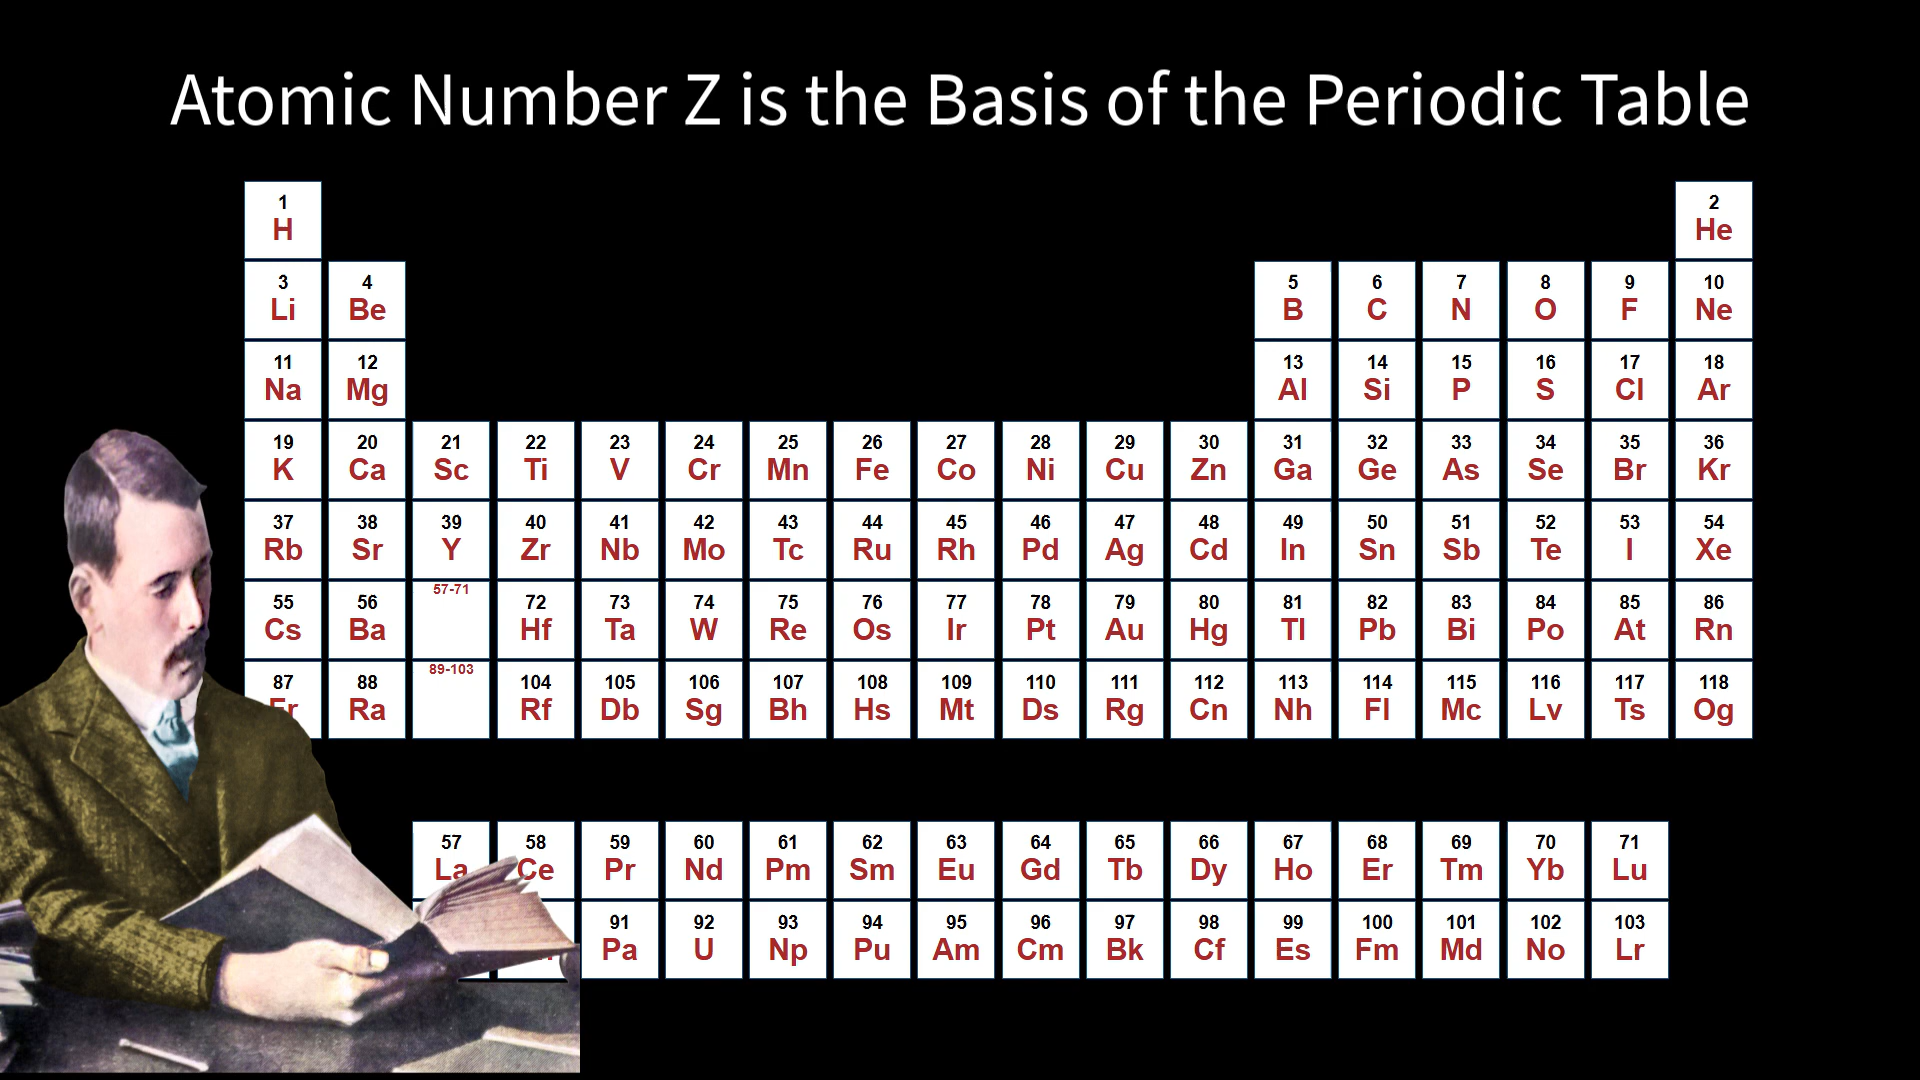 Atomic Number Z is the Basis of the Periodic Table
1 2
H He
3 4 5 6 7 8 9 10
Li Be B C N O F Ne
11 12 13 14 15 16 17 18
Na Mg Al Si P S Cl Ar
19 20 21 22 23 24 25 26 27 28 29 30 31 32 33 34 35 36
K Ca Sc Ti V Cr Mn Fe Co Ni Cu Zn Ga Ge As Se Br Kr
37 38 39 40 41 42 43 44 45 46 47 48 49 50 51 52 53 54
Rb Sr Y Zr Nb Mo Tc Ru Rh Pd Ag Cd In Sn Sb Te I Xe
55 56 57-71 72 73 74 75 76 77 78 79 80 81 82 83 84 85 86
Cs Ba Hf Ta W Re Os Ir Pt Au Hg Tl Pb Bi Po At Rn
87 88 89-103 104 105 106 107 108 109 110 111 112 113 114 115 116 117 118
Fr Ra Rf Db Sg Bh Hs Mt Ds Rg Cn Nh Fl Mc Lv Ts Og
57 58 59 60 61 62 63 64 65 66 67 68 69 70 71
La Ce Pr Nd Pm Sm Eu Gd Tb Dy Ho Er Tm Yb Lu
91 92 93 94 95 96 97 98 99 100 101 102 103
Pa U Np Pu Am Cm Bk Cf Es Fm Md No Lr